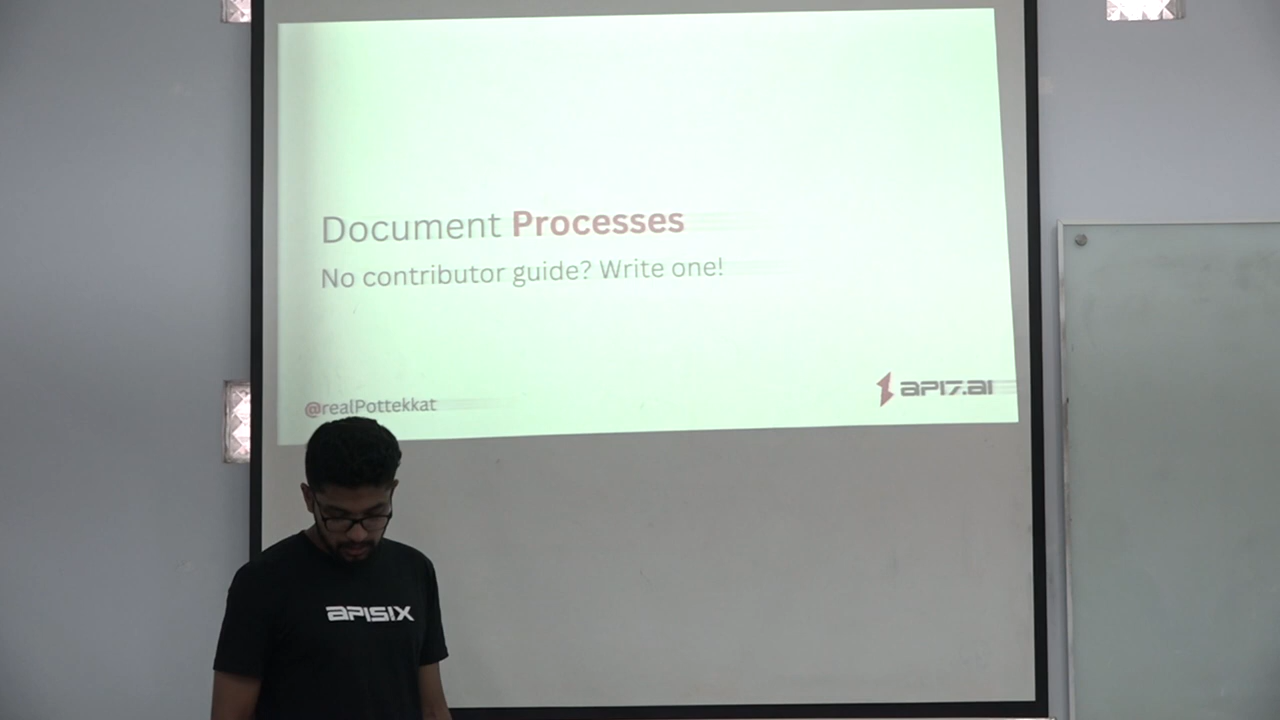 Document Processes
No contributor guide? Write one!
@realPottekkat
API7.AI
APISIX